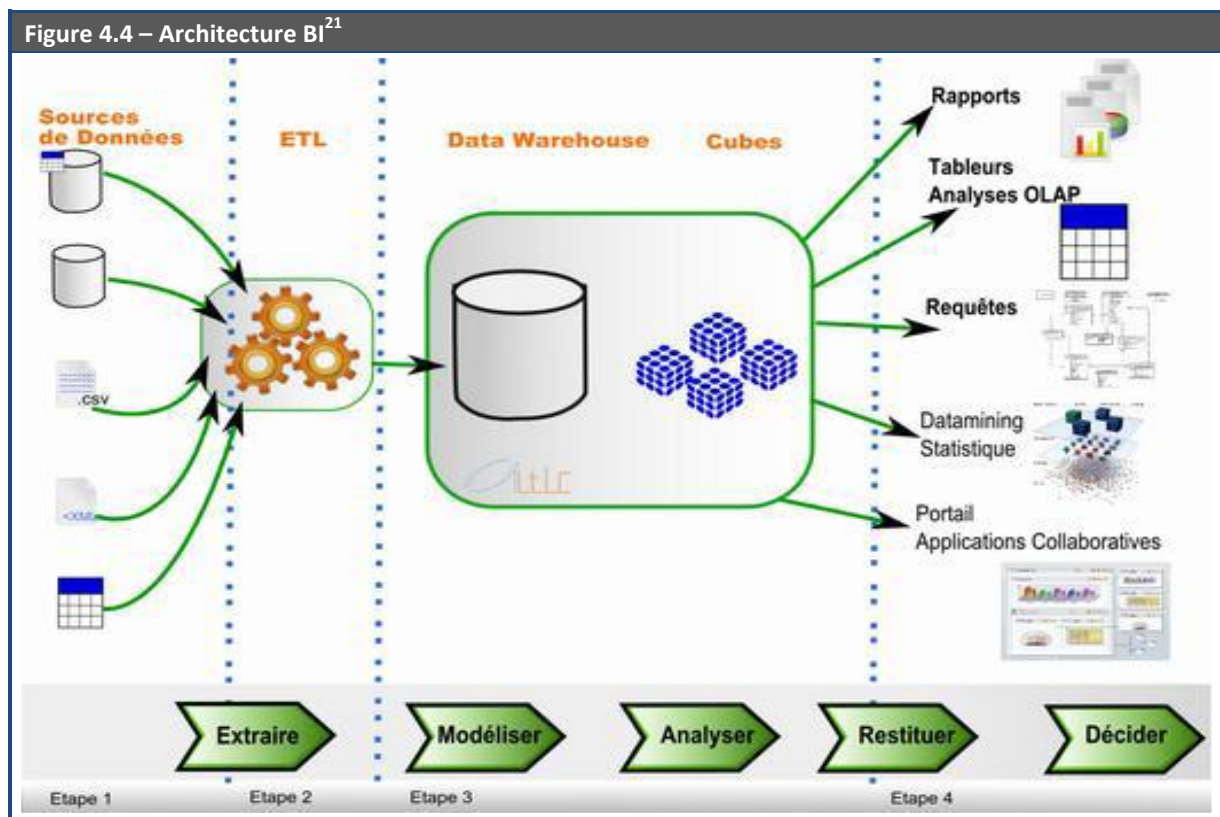 Figure 4.4 – Architecture BI21
Sources
de Données
ETL
Data Warehouse
Cubes
.csv
<XML
Rapports
Tableurs
Analyses OLAP
Requêtes
Datamining
Statistique
Portail
Applications Collaboratives
Extraire
Modéliser
Analyser
Restituer
Décider
Etape 1
Etape 2
Etape 3
Etape 4